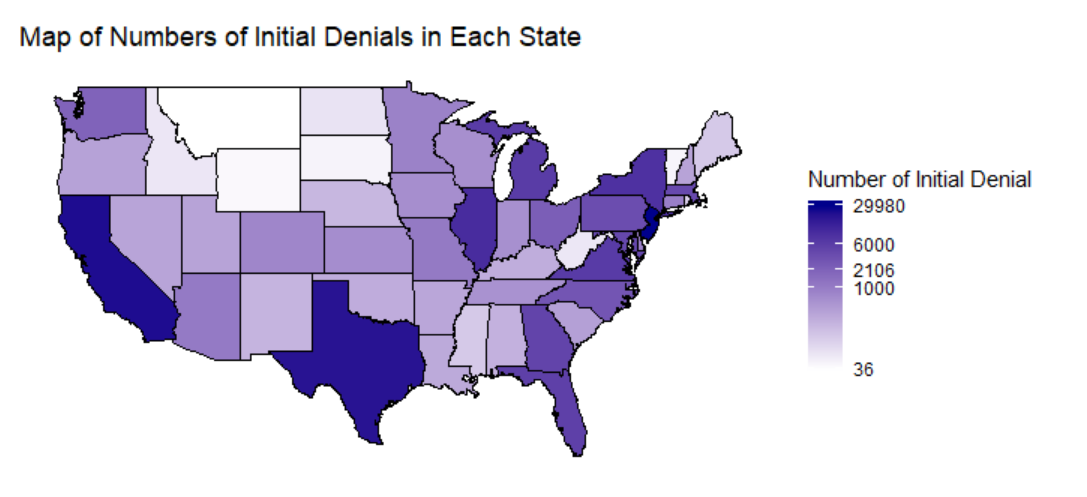 Map of Numbers of Initial Denials in Each State
Number of Initial Denial
29980
6000
2106
1000
36